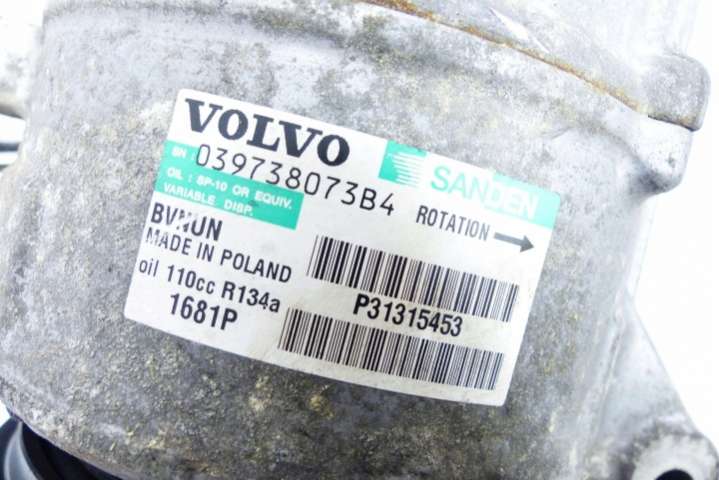 VOLVO
SN : 039738073B4
SANDEN
OIL : SP-10 OR EQUIV.
VARIABLE DISP.
ROTATION →
BVNUN
MADE IN POLAND
oil 110cc R134a
P31315453
1681P